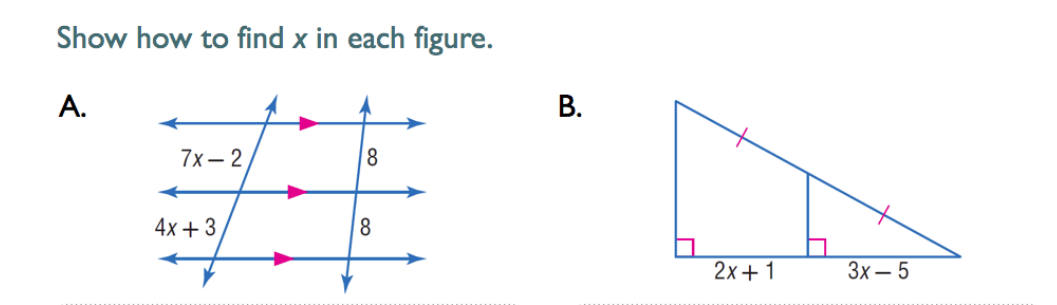 Show how to find x in each figure.
A.
B.
7x – 2
8
4x + 3
8
2x + 1
3x – 5